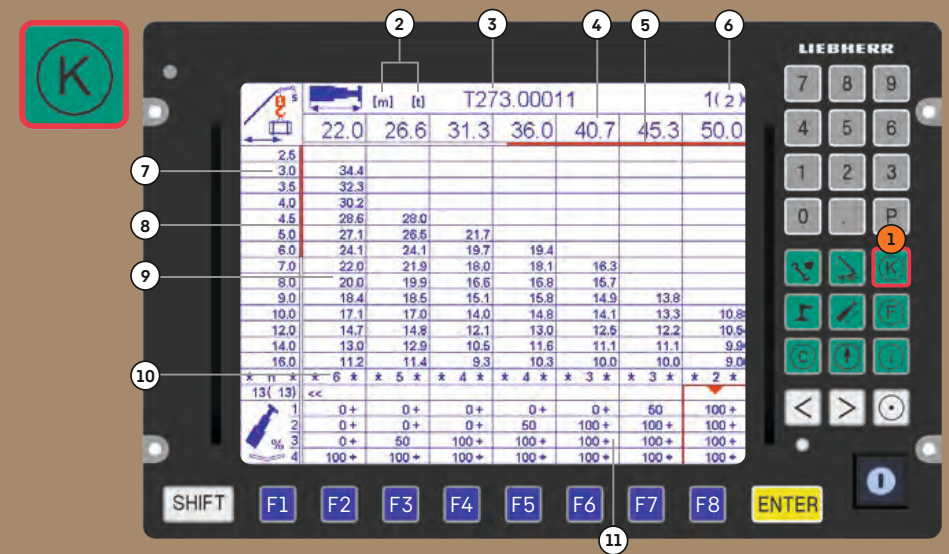 K
2
3
4
5
6
LIEBHERR
5
[m] [t] T273.00011 1( 2 )
22.0 26.6 31.3 36.0 40.7 45.3 50.0
2.5
3.0 34.4
3.5 32.3
4.0 30.2
4.5 28.6 28.0
5.0 27.1 26.5 21.7
6.0 24.1 24.1 19.7 19.4
7.0 22.0 21.9 18.0 18.1 16.3
8.0 20.0 19.9 16.6 16.8 15.7
9.0 18.4 18.5 15.1 15.8 14.9 13.8
10.0 17.1 17.0 14.0 14.8 14.1 13.3 10.8
12.0 14.7 14.8 12.1 13.0 12.5 12.2 10.5
14.0 13.0 12.9 10.5 11.6 11.1 11.1 9.9
16.0 11.2 11.4 9.3 10.3 10.0 10.0 9.0
* n * * 6 * * 5 * * 4 * * 4 * * 3 * * 3 * * 2 *
13( 13) <<
1 0+ 0+ 0+ 0+ 0+ 50 100+
2 0+ 0+ 0+ 50 100+ 100+ 100+
% 3 0+ 50 100+ 100+ 100+ 100+ 100+
4 100+ 100+ 100+ 100+ 100+ 100+ 100+
7
8
9
10
11
7 8 9
4 5 6
1 2 3
0 . P
1
K
F
C i
< >
SHIFT F1 F2 F3 F4 F5 F6 F7 F8 ENTER